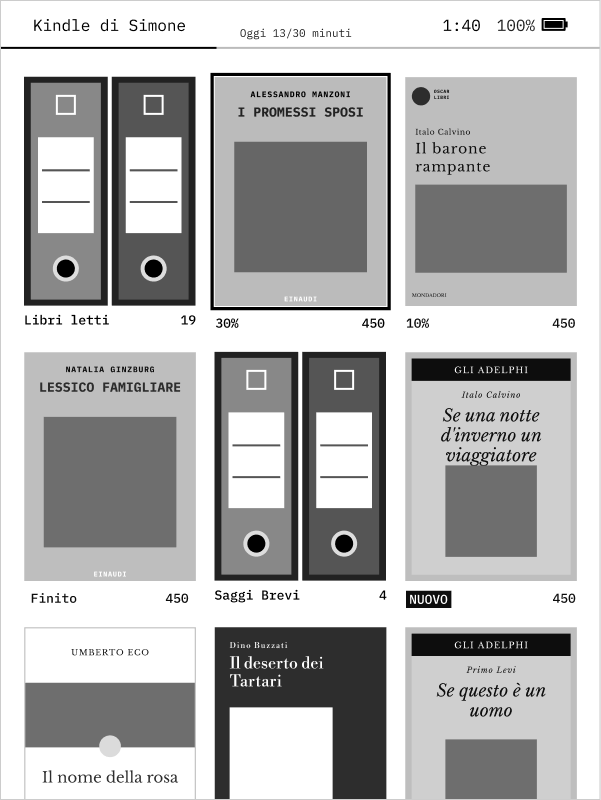 Kindle di Simone
Oggi 13/30 minuti
1:40 100%
Libri letti 19
ALESSANDRO MANZONI
I PROMESSI SPOSI
EINAUDI
30% 450
OSCAR
LIBRI
Italo Calvino
Il barone
rampante
MONDADORI
10% 450
NATALIA GINZBURG
LESSICO FAMIGLIARE
EINAUDI
Finito 450
Saggi Brevi 4
GLI ADELPHI
Italo Calvino
Se una notte
d'inverno un
viaggiatore
NUOVO 450
UMBERTO ECO
Il nome della rosa
Dino Buzzati
Il deserto dei
Tartari
GLI ADELPHI
Primo Levi
Se questo è un
uomo